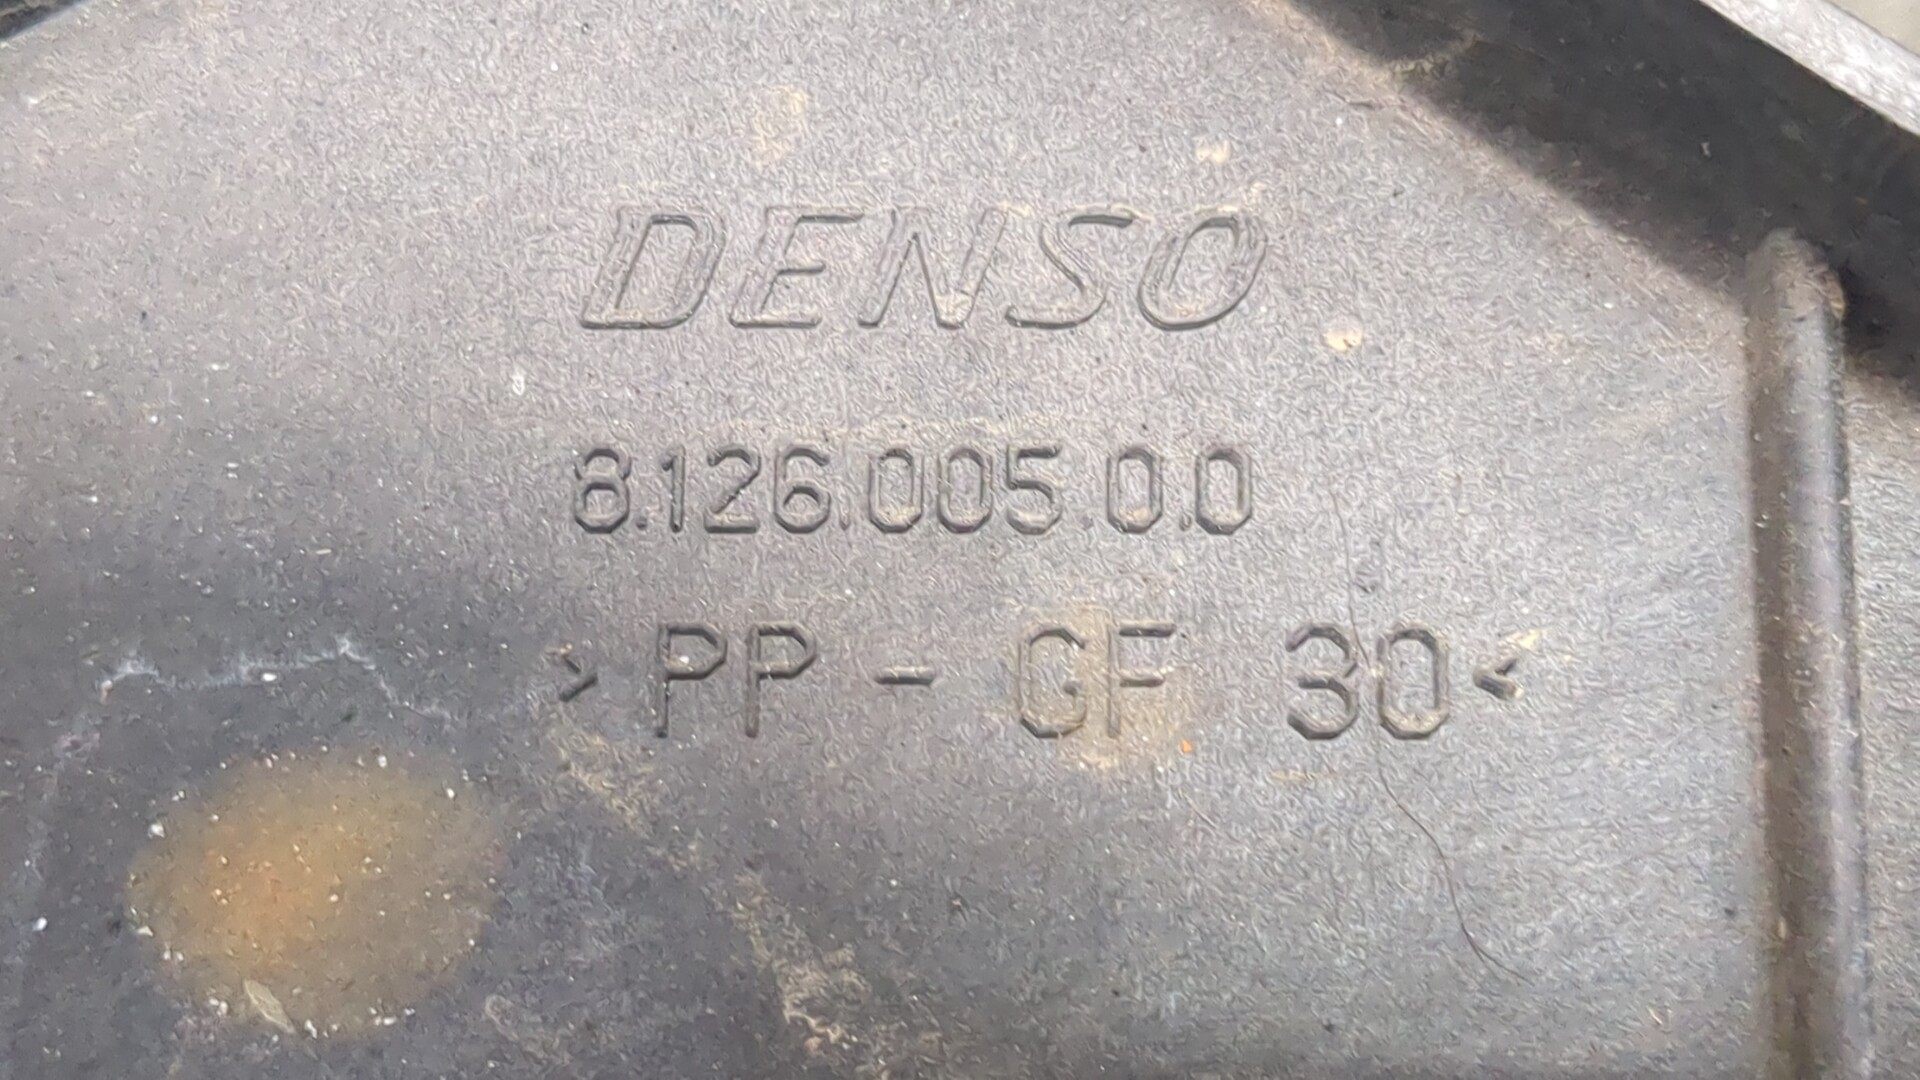 DENSO
8.126.005.0.0
>PP - GF 30<